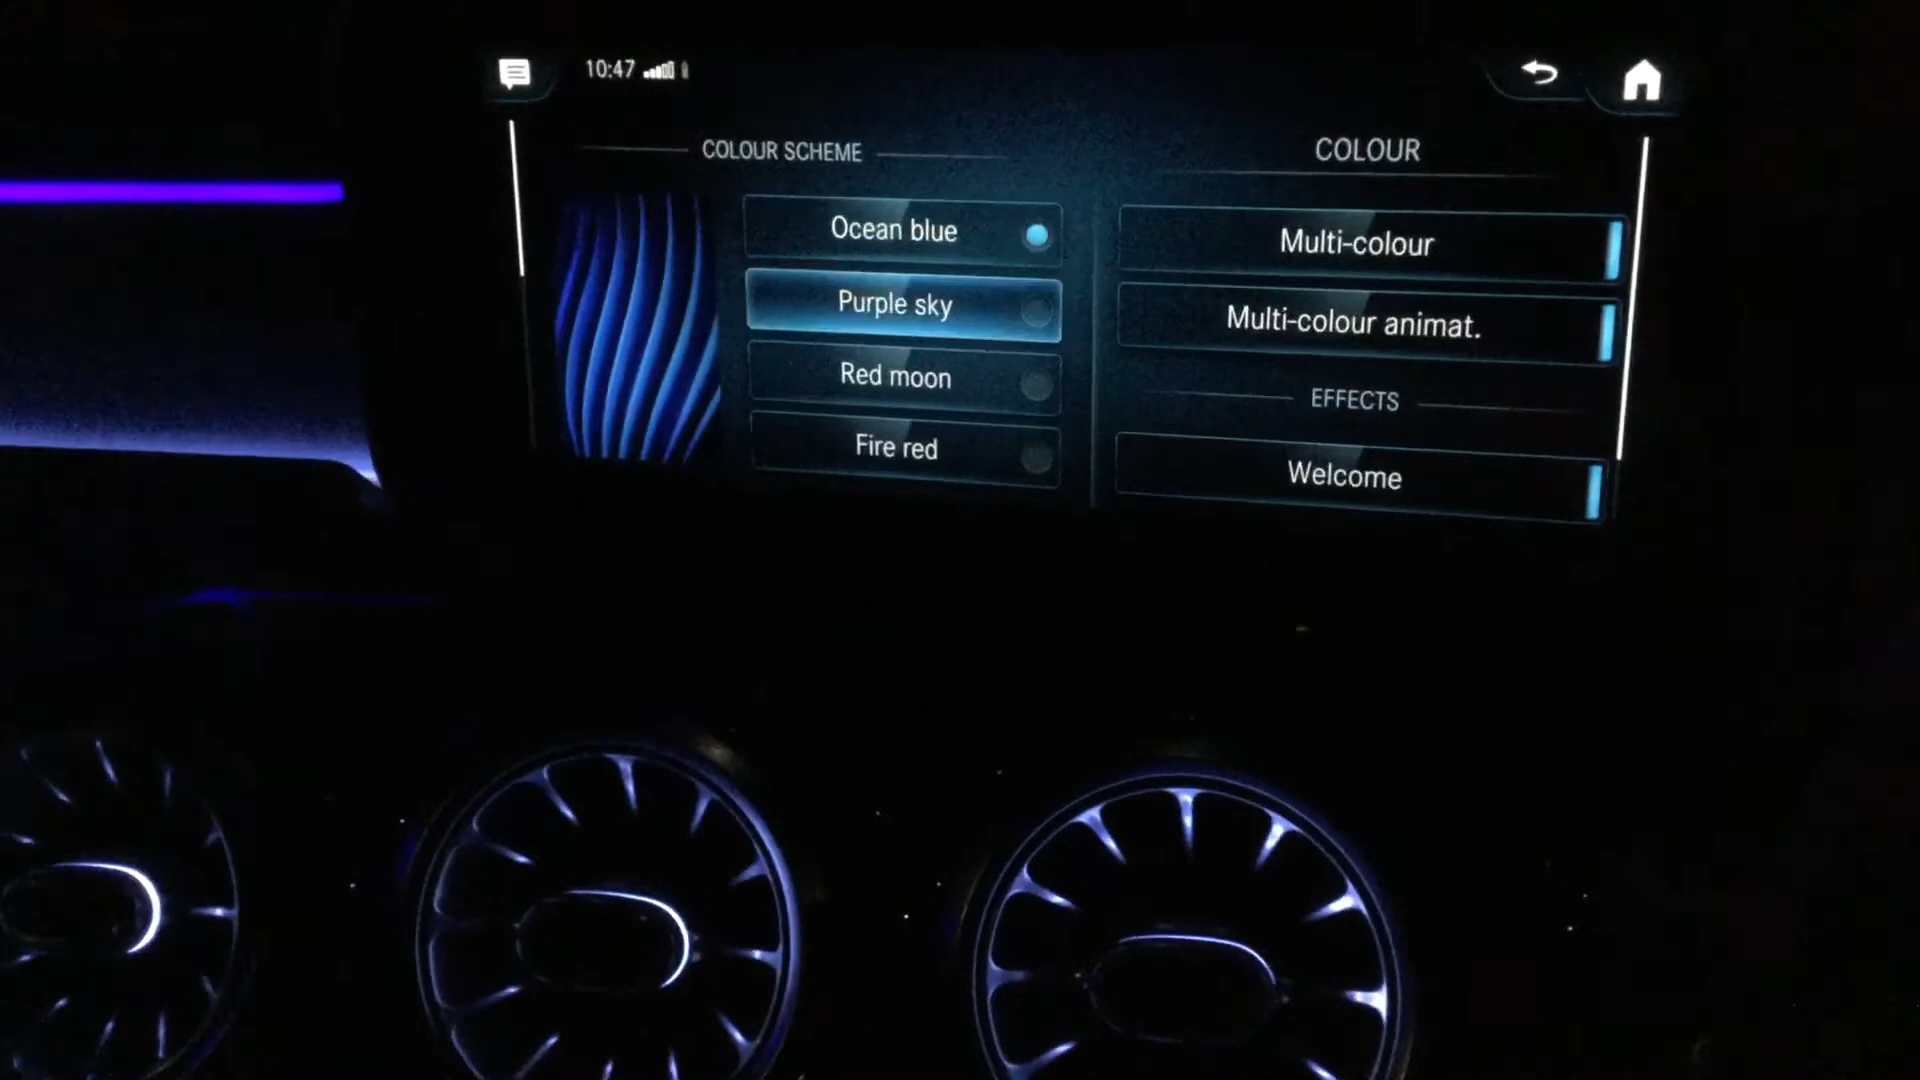 10:47
COLOUR SCHEME
Ocean blue
Purple sky
Red moon
Fire red
COLOUR
Multi-colour
Multi-colour animat.
EFFECTS
Welcome